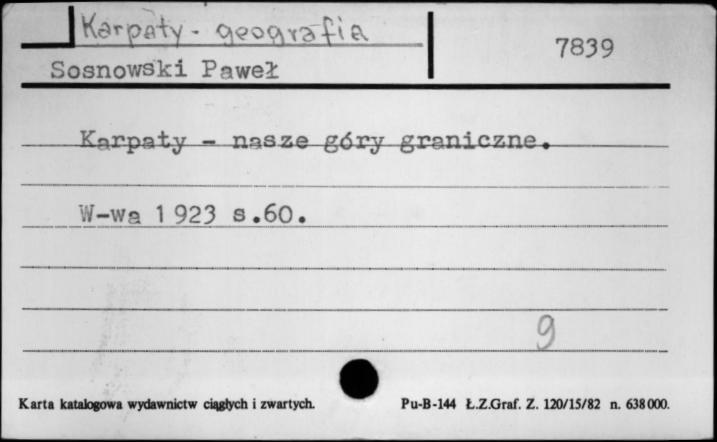 Karpaty - geografia
7839
Sosnowski Paweł
Karpaty - nasze góry graniczne.
W-wa 1923 s.60.
9
Karta katalogowa wydawnictw ciągłych i zwartych.
Pu-B-144 Ł.Z.Graf. Z. 120/15/82 n. 638000.